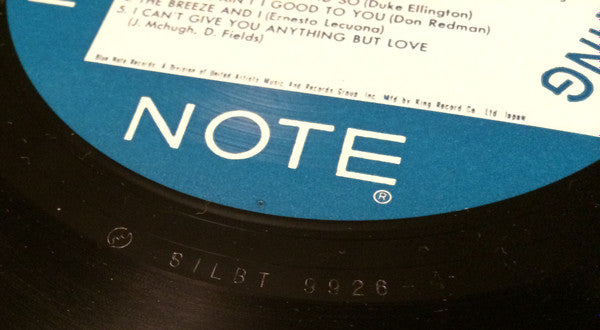 SO (Duke Ellington)
I GOOD TO YOU (Don Redman)
THE BREEZE AND I (Ernesto Lecuona)
5. I CAN'T GIVE YOU ANYTHING BUT LOVE
(J. Mchugh. D. Fields)
Blue Note Records. A Division of United Artists Music And Records Group, Inc. Mfd by King Record Co. Ltd. Japan
ING
NOTE
®
SILBT 9926